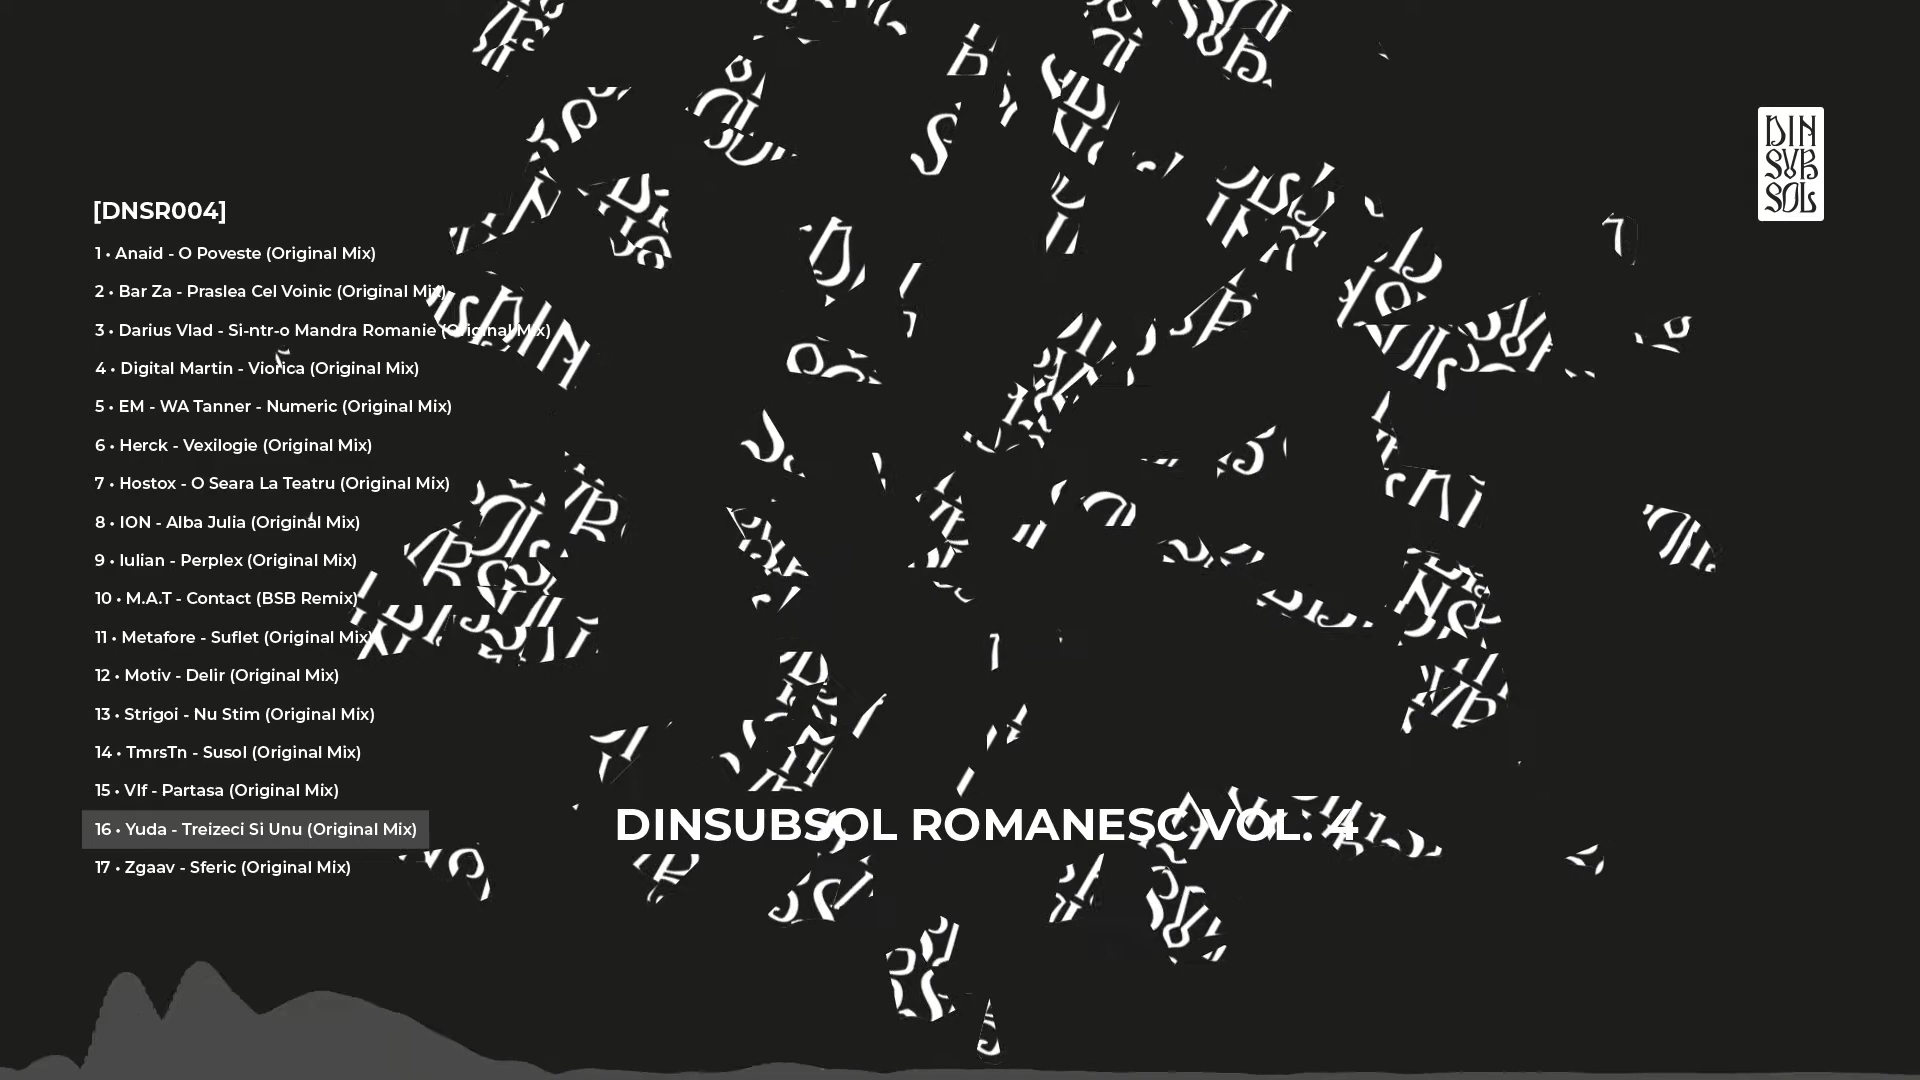 DIN
SUB
SOL
[DNSR004]
1 • Anaid - O Poveste (Original Mix)
2 • Bar Za - Praslea Cel Voinic (Original Mix)
3 • Darius Vlad - Si-ntr-o Mandra Romanie (Original Mix)
4 • Digital Martin - Viorica (Original Mix)
5 • EM - WA Tanner - Numeric (Original Mix)
6 • Herck - Vexilogie (Original Mix)
7 • Hostox - O Seara La Teatru (Original Mix)
8 • ION - Alba Julia (Original Mix)
9 • Iulian - Perplex (Original Mix)
10 • M.A.T - Contact (BSB Remix)
11 • Metafore - Suflet (Original Mix)
12 • Motiv - Delir (Original Mix)
13 • Strigoi - Nu Stim (Original Mix)
14 • TmrsTn - Susol (Original Mix)
15 • Vlf - Partasa (Original Mix)
16 • Yuda - Treizeci Si Unu (Original Mix)
17 • Zgaav - Sferic (Original Mix)
DINSUBSOL ROMANESC VOL. 4